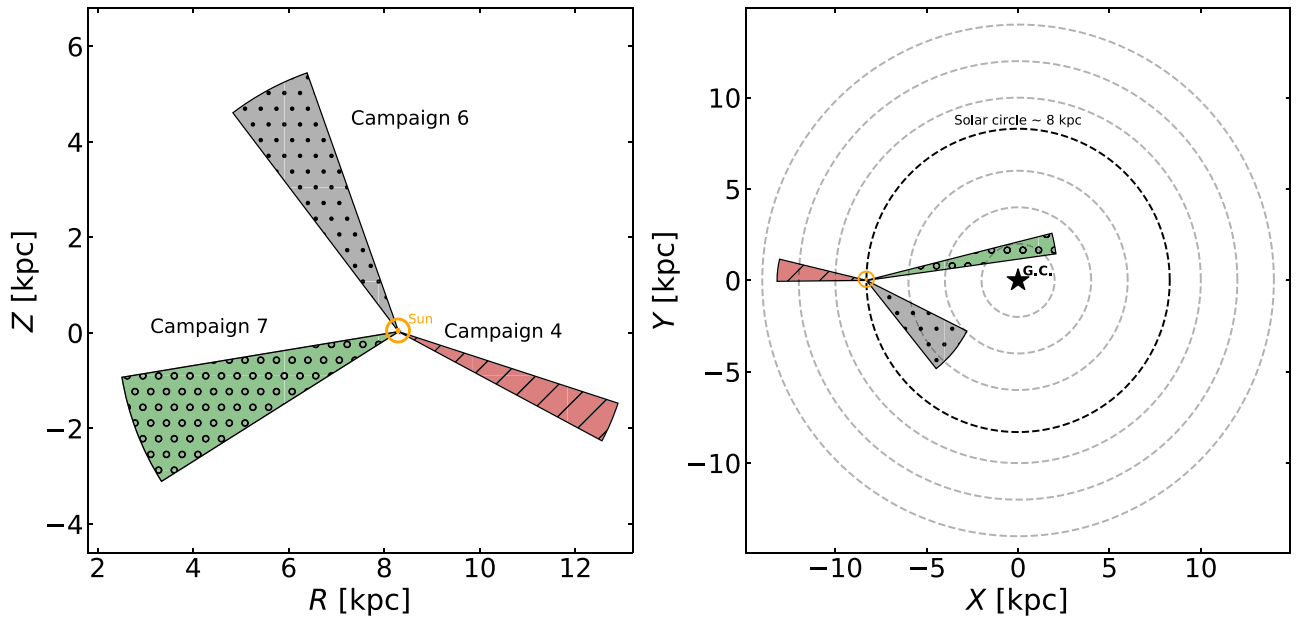 6
4
2
0
−2
−4
Z [kpc]
Campaign 6
Campaign 7
Sun
Campaign 4
2
4
6
8
10
12
R [kpc]
10
5
0
−5
−10
Y [kpc]
Solar circle ~ 8 kpc
G.C.
−10
−5
0
5
10
X [kpc]